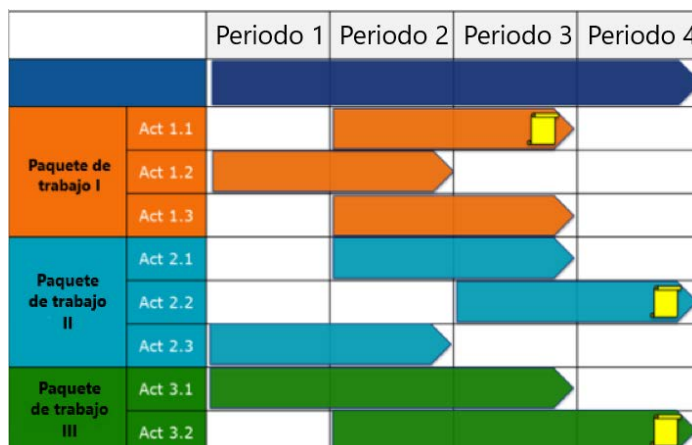 Periodo 1 Periodo 2 Periodo 3 Periodo 4
Paquete de
trabajo I
Act 1.1
Act 1.2
Act 1.3
Paquete
de trabajo
II
Act 2.1
Act 2.2
Act 2.3
Paquete
de trabajo
III
Act 3.1
Act 3.2